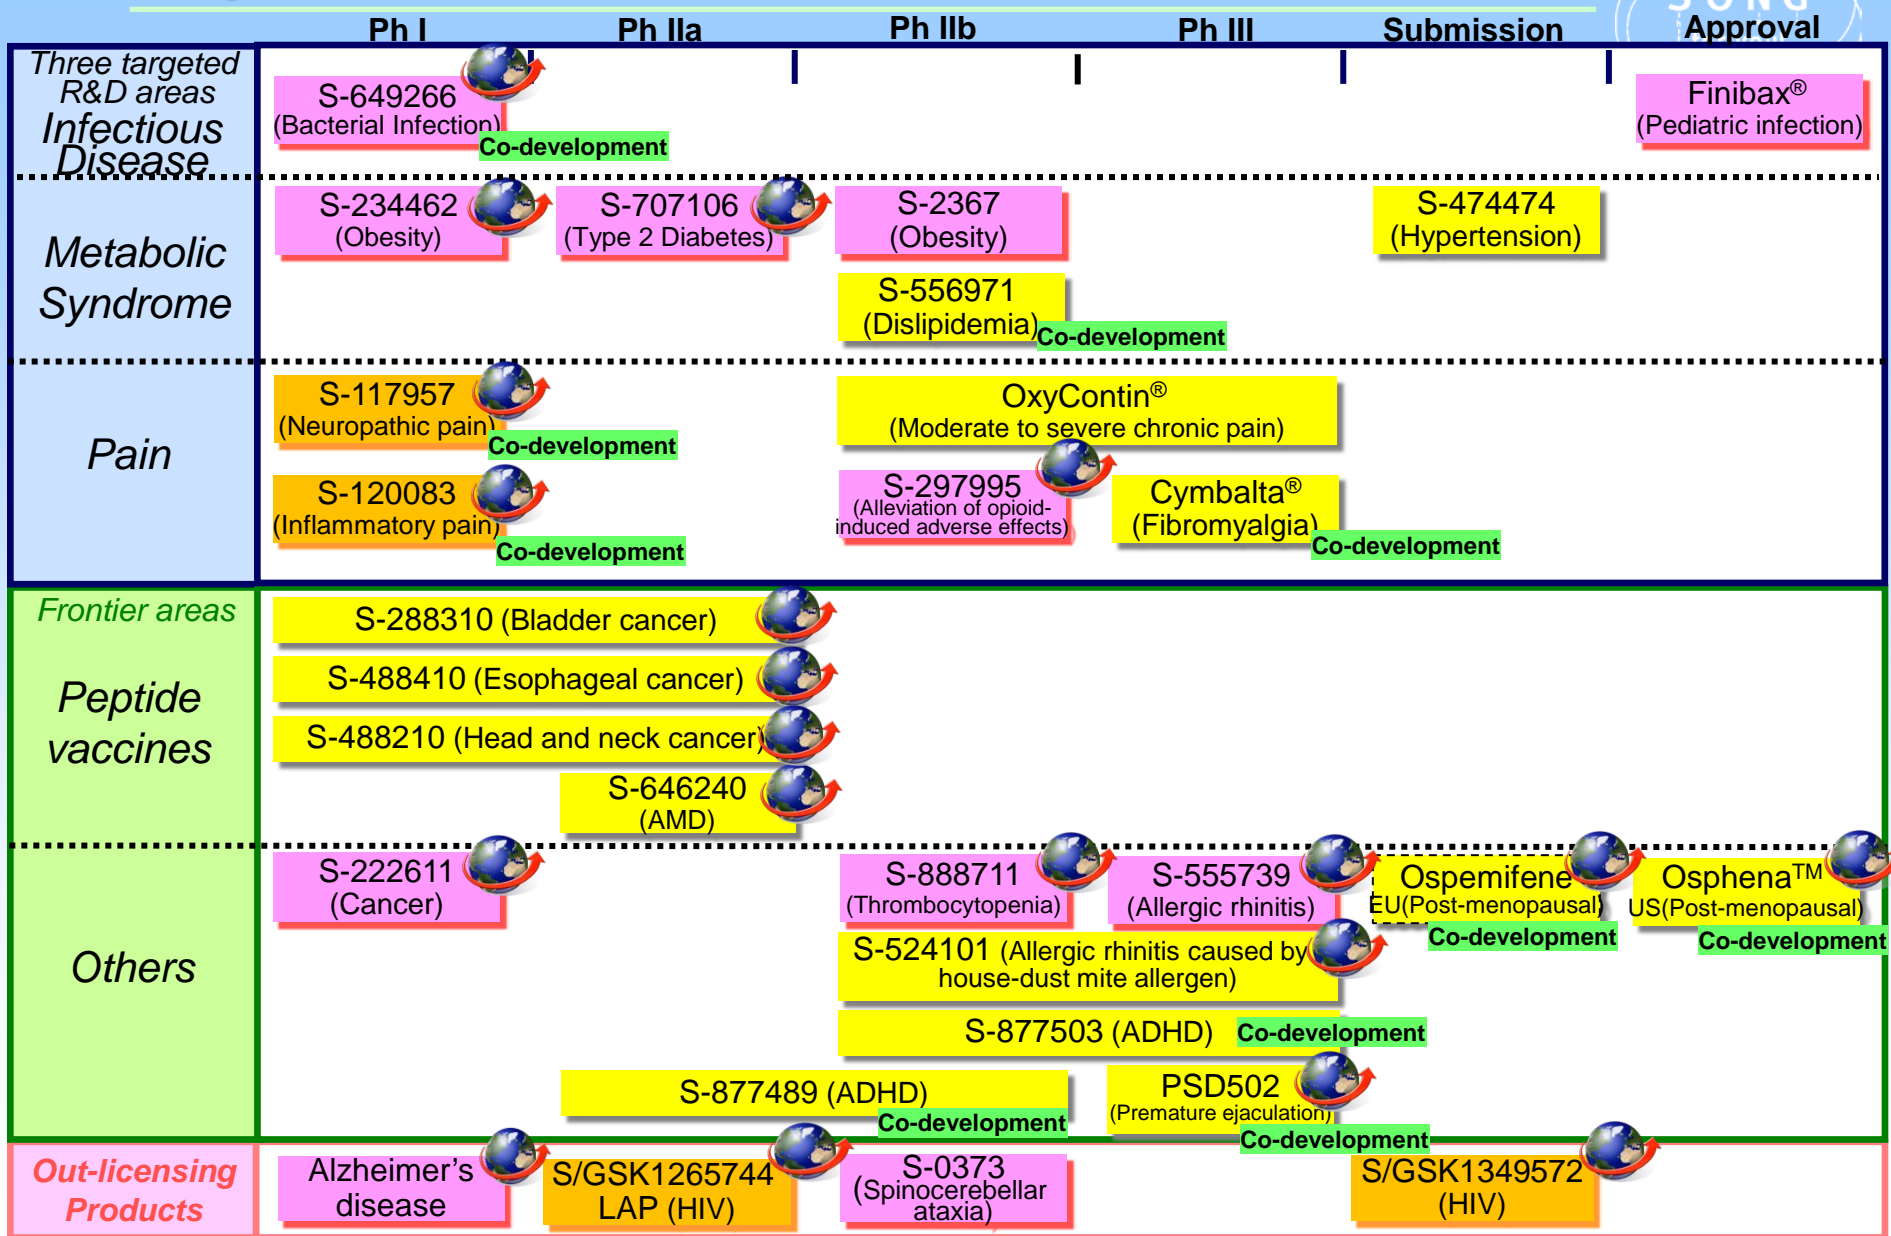 SONG
Ph I Ph IIa Ph IIb Ph III Submission Approval
Three targeted
R&D areas
Infectious
Disease
S-649266
(Bacterial Infection)
Co-development
Finibax®
(Pediatric infection)
Metabolic
Syndrome
S-234462
(Obesity)
S-707106
(Type 2 Diabetes)
S-2367
(Obesity)
S-474474
(Hypertension)
S-556971
(Dislipidemia)
Co-development
Pain
S-117957
(Neuropathic pain)
Co-development
OxyContin®
(Moderate to severe chronic pain)
S-120083
(Inflammatory pain)
Co-development
S-297995
(Alleviation of opioid-
induced adverse effects)
Cymbalta®
(Fibromyalgia)
Co-development
Frontier areas
Peptide
vaccines
S-288310 (Bladder cancer)
S-488410 (Esophageal cancer)
S-488210 (Head and neck cancer)
S-646240
(AMD)
Others
S-222611
(Cancer)
S-888711
(Thrombocytopenia)
S-555739
(Allergic rhinitis)
Ospemifene
EU(Post-menopausal)
Co-development
Osphena™
US(Post-menopausal)
Co-development
S-524101 (Allergic rhinitis caused by
house-dust mite allergen)
S-877503 (ADHD) Co-development
S-877489 (ADHD)
Co-development
PSD502
(Premature ejaculation)
Co-development
Out-licensing
Products
Alzheimer's
disease
S/GSK1265744
LAP (HIV)
S-0373
(Spinocerebellar
ataxia)
S/GSK1349572
(HIV)